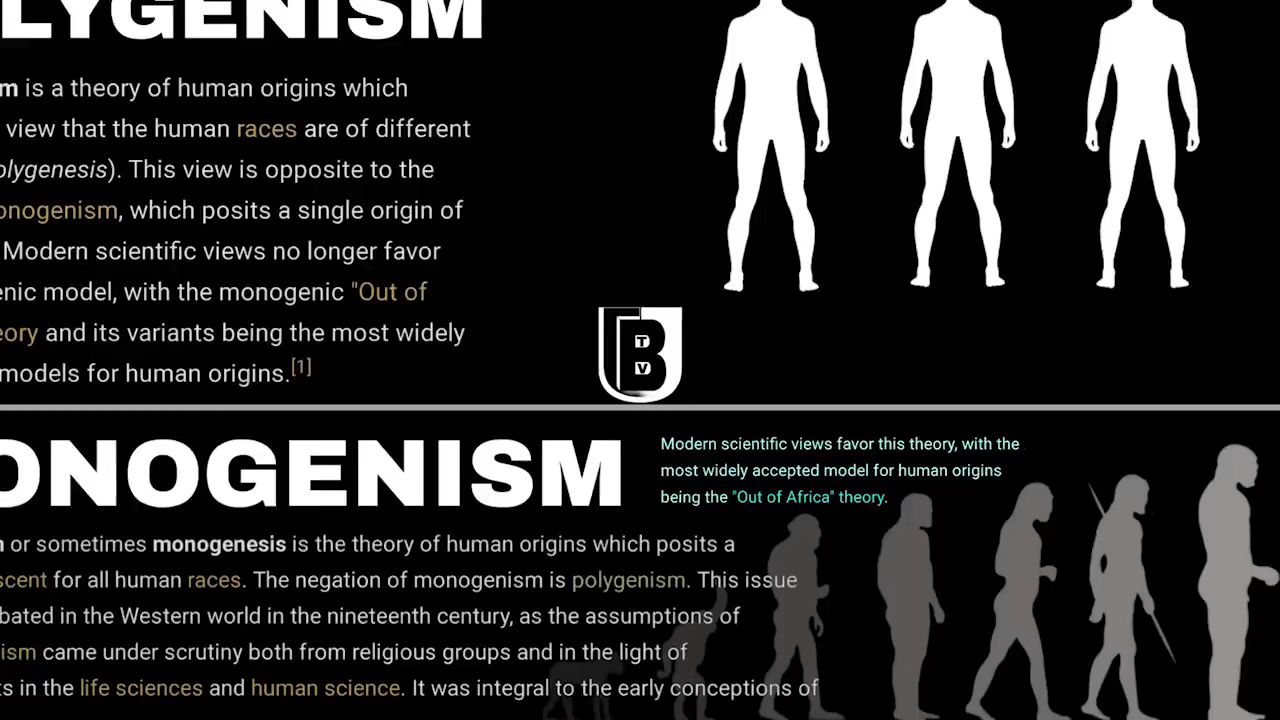 LYGENISM
m is a theory of human origins which
view that the human races are of different
olygenesis). This view is opposite to the
onogenism, which posits a single origin of
Modern scientific views no longer favor
enic model, with the monogenic "Out of
eory and its variants being the most widely
models for human origins.[1]
B
T
V
ONOGENISM
Modern scientific views favor this theory, with the
most widely accepted model for human origins
being the "Out of Africa" theory.
n or sometimes monogenesis is the theory of human origins which posits a
scent for all human races. The negation of monogenism is polygenism. This issue
bated in the Western world in the nineteenth century, as the assumptions of
ism came under scrutiny both from religious groups and in the light of
ts in the life sciences and human science. It was integral to the early conceptions of